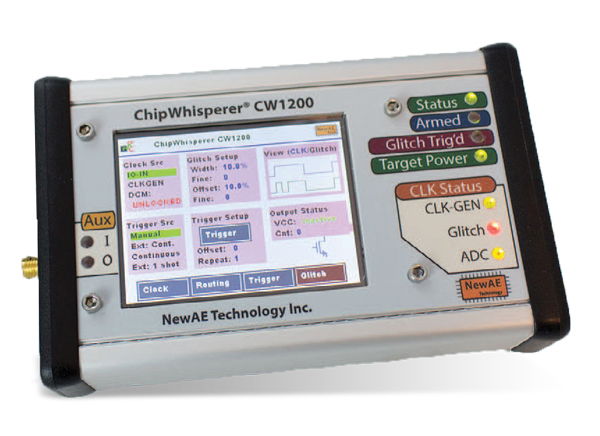 ChipWhisperer® CW1200
ChipWhisperer CW1200
Clock Src
IO-IN
CLKGEN
DCM:
UNLOCKED
Glitch Setup
Width: 10.0%
Fine: 0
Offset: 10.0%
Fine: 0
View (CLK/Glitch)
Trigger Src
Manual
Ext: Cont.
Continuous
Ext: 1 shot
Trigger Setup
Trigger
Offset: 0
Repeat: 1
Output Status
VCC:
Cnt: 0
Clock
Routing
Trigger
Glitch
NewAE Technology Inc.
Aux
I
O
Status
Armed
Glitch Trig'd
Target Power
CLK Status
CLK-GEN
Glitch
ADC
NewAE
Technology